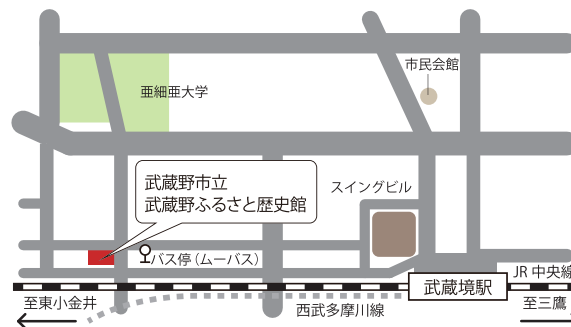 市民会館
亜細亜大学
武蔵野市立
武蔵野ふるさと歴史館
スイングビル
バス停（ムーバス）
JR 中央線
武蔵境駅
至東小金井
西武多摩川線
至三鷹